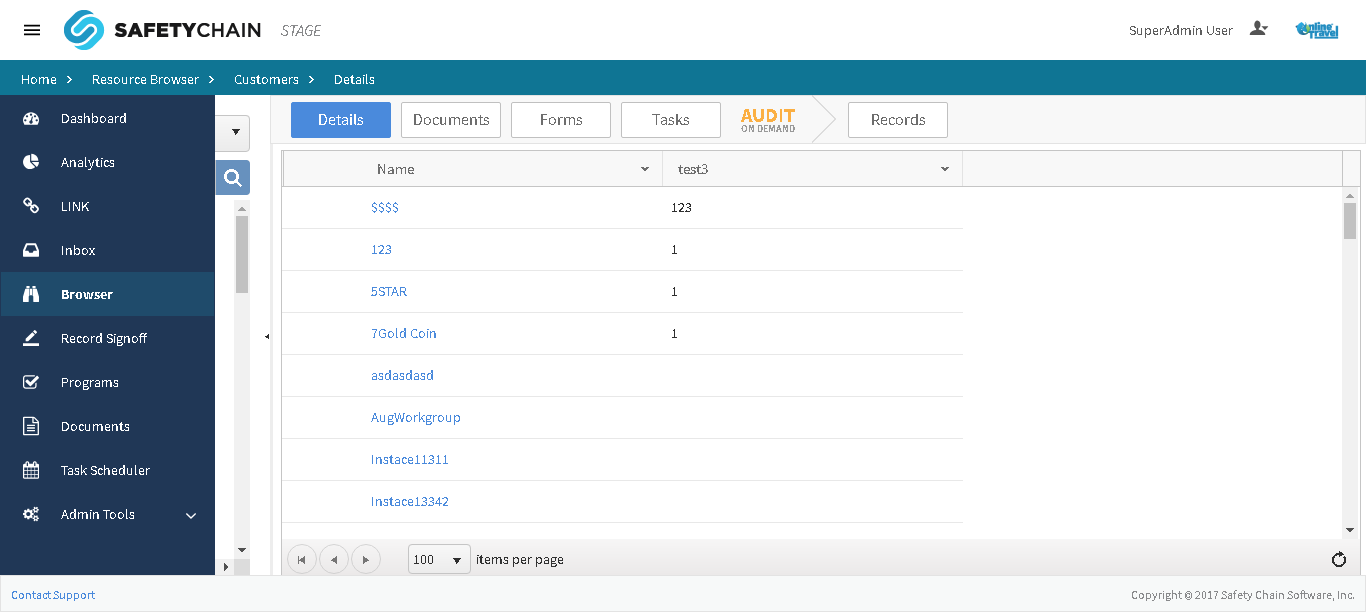 SAFETYCHAIN STAGE
SuperAdmin User
Online Travel
Home > Resource Browser > Customers > Details
Dashboard
Analytics
LINK
Inbox
Browser
Record Signoff
Programs
Documents
Task Scheduler
Admin Tools
Details Documents Forms Tasks AUDIT ON DEMAND Records
Name test3
$$$$ 123
123 1
5STAR 1
7Gold Coin 1
asdasdasd
AugWorkgroup
Instace11311
Instace13342
100 items per page
Contact Support
Copyright © 2017 Safety Chain Software, Inc.